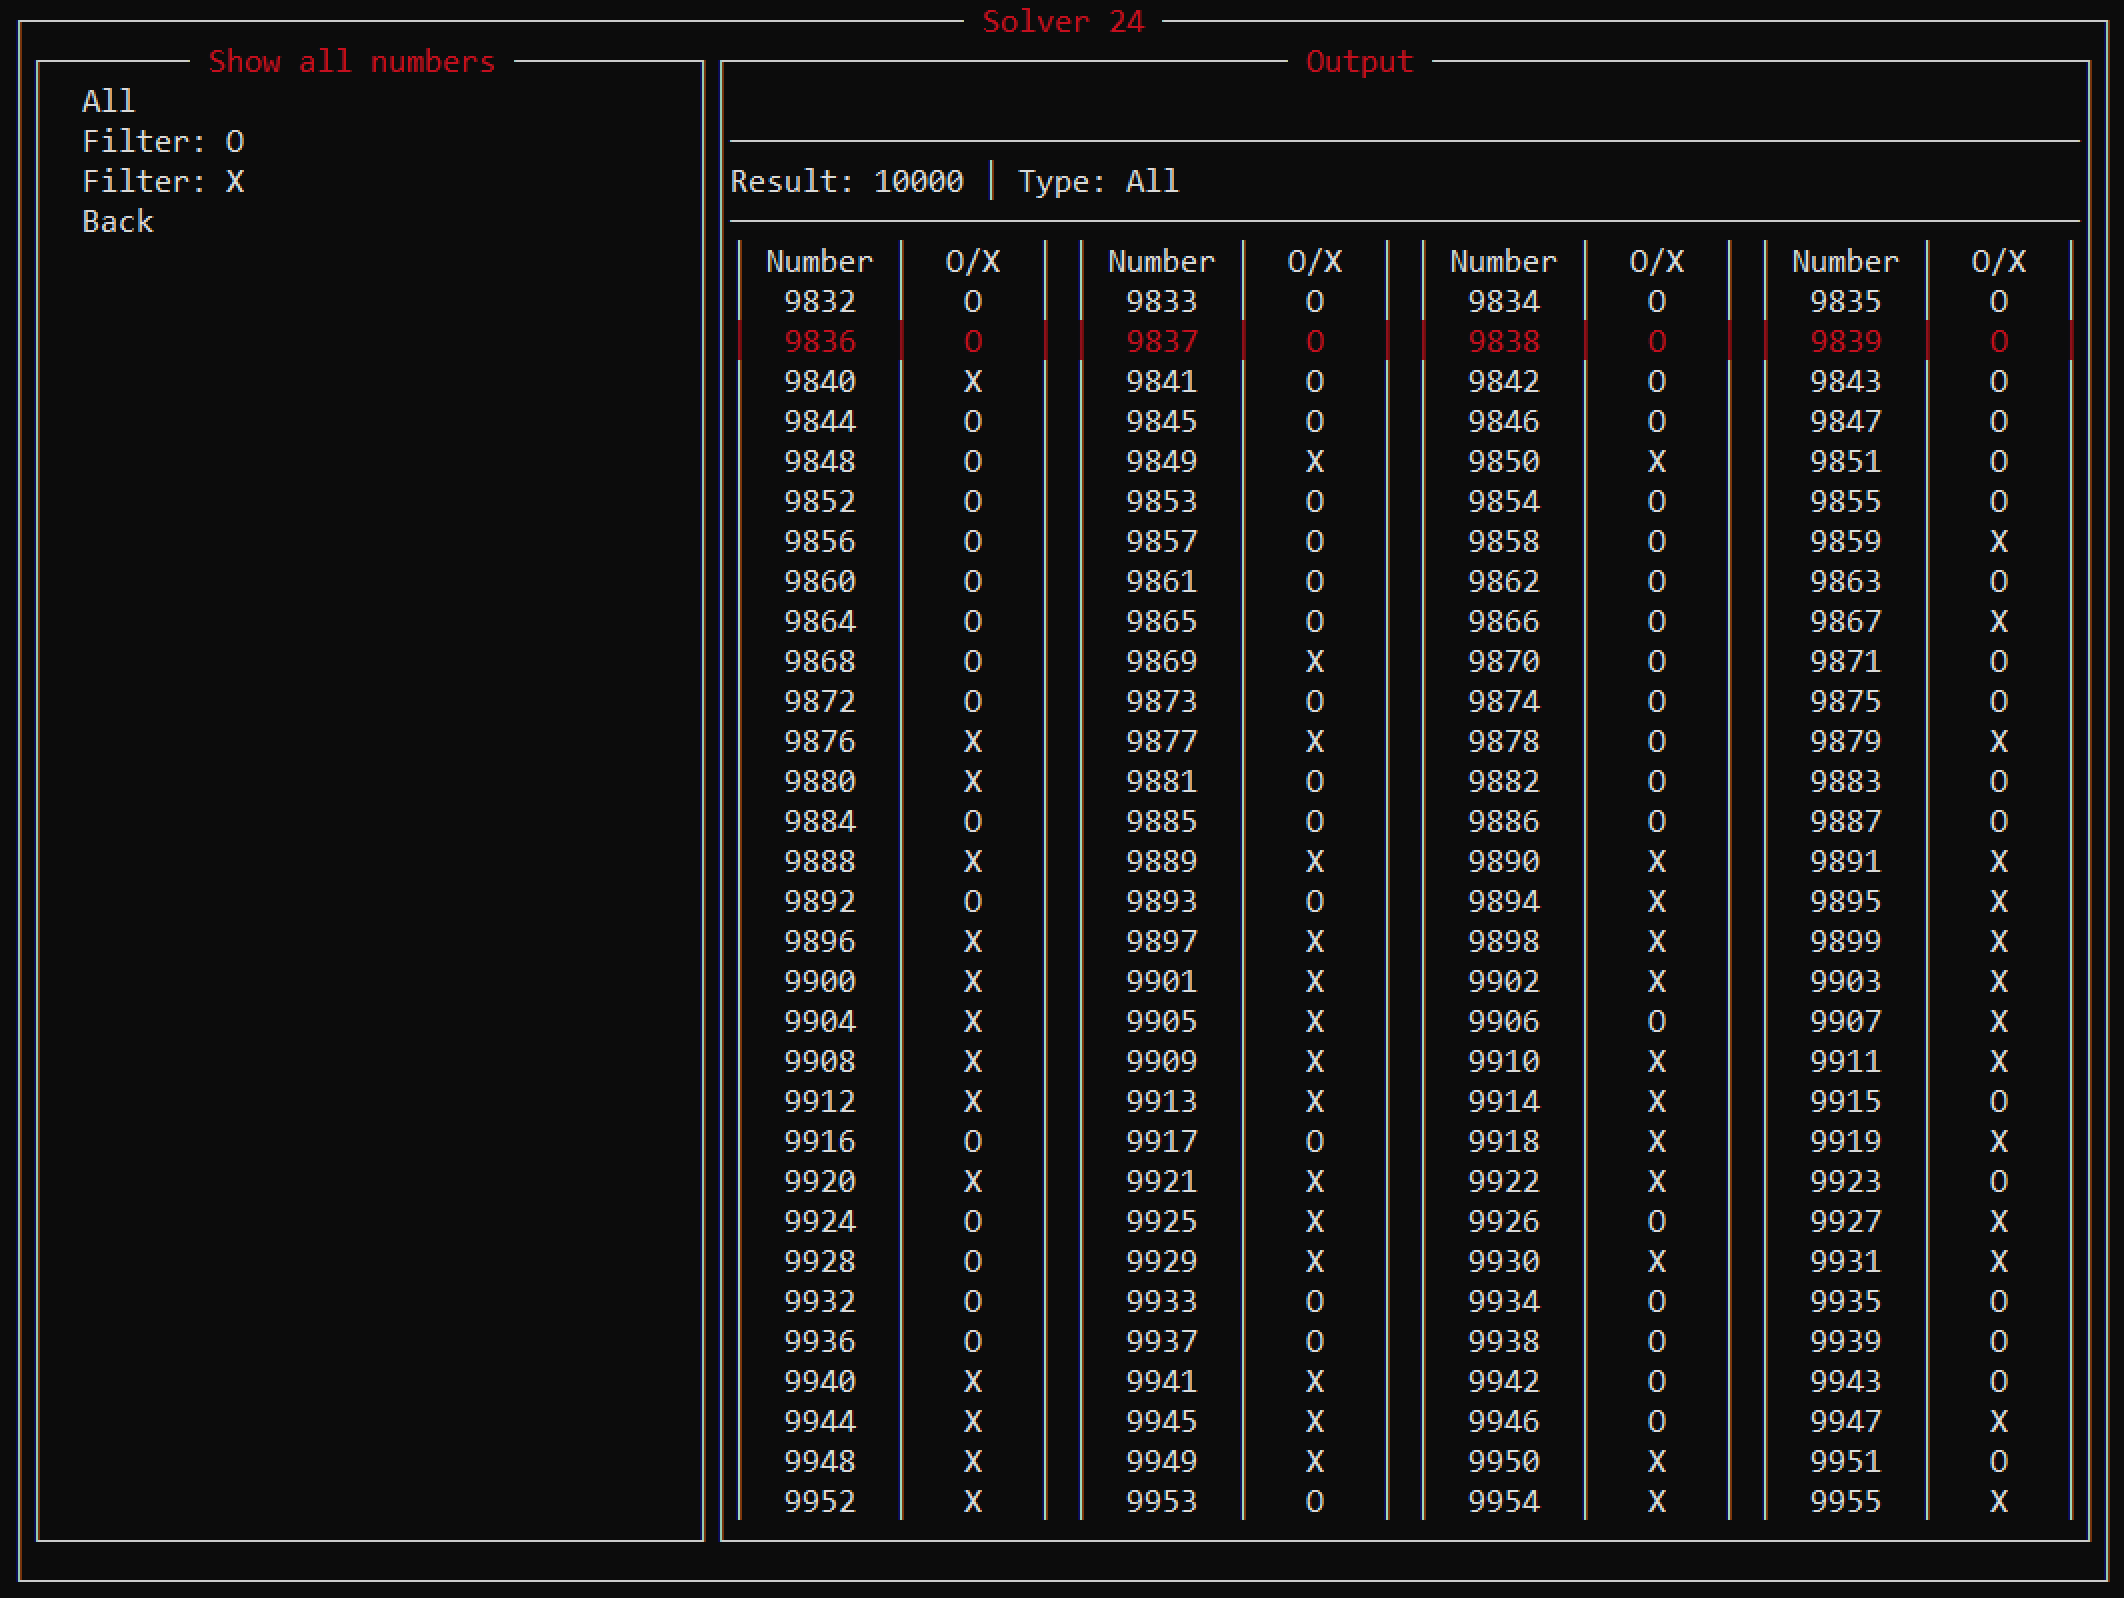 Solver 24
Show all numbers
Output
All
Filter: O
Filter: X
Back
Result: 10000 │ Type: All
│ Number │ O/X │ │ Number │ O/X │ │ Number │ O/X │ │ Number │ O/X │
│ 9832 │ O │ │ 9833 │ O │ │ 9834 │ O │ │ 9835 │ O │
│ 9836 │ O │ │ 9837 │ O │ │ 9838 │ O │ │ 9839 │ O │
│ 9840 │ X │ │ 9841 │ O │ │ 9842 │ O │ │ 9843 │ O │
│ 9844 │ O │ │ 9845 │ O │ │ 9846 │ O │ │ 9847 │ O │
│ 9848 │ O │ │ 9849 │ X │ │ 9850 │ X │ │ 9851 │ O │
│ 9852 │ O │ │ 9853 │ O │ │ 9854 │ O │ │ 9855 │ O │
│ 9856 │ O │ │ 9857 │ O │ │ 9858 │ O │ │ 9859 │ X │
│ 9860 │ O │ │ 9861 │ O │ │ 9862 │ O │ │ 9863 │ O │
│ 9864 │ O │ │ 9865 │ O │ │ 9866 │ O │ │ 9867 │ X │
│ 9868 │ O │ │ 9869 │ X │ │ 9870 │ O │ │ 9871 │ O │
│ 9872 │ O │ │ 9873 │ O │ │ 9874 │ O │ │ 9875 │ O │
│ 9876 │ X │ │ 9877 │ X │ │ 9878 │ O │ │ 9879 │ X │
│ 9880 │ X │ │ 9881 │ O │ │ 9882 │ O │ │ 9883 │ O │
│ 9884 │ O │ │ 9885 │ O │ │ 9886 │ O │ │ 9887 │ O │
│ 9888 │ X │ │ 9889 │ X │ │ 9890 │ X │ │ 9891 │ X │
│ 9892 │ O │ │ 9893 │ O │ │ 9894 │ X │ │ 9895 │ X │
│ 9896 │ X │ │ 9897 │ X │ │ 9898 │ X │ │ 9899 │ X │
│ 9900 │ X │ │ 9901 │ X │ │ 9902 │ X │ │ 9903 │ X │
│ 9904 │ X │ │ 9905 │ X │ │ 9906 │ O │ │ 9907 │ X │
│ 9908 │ X │ │ 9909 │ X │ │ 9910 │ X │ │ 9911 │ X │
│ 9912 │ X │ │ 9913 │ X │ │ 9914 │ X │ │ 9915 │ O │
│ 9916 │ O │ │ 9917 │ O │ │ 9918 │ X │ │ 9919 │ X │
│ 9920 │ X │ │ 9921 │ X │ │ 9922 │ X │ │ 9923 │ O │
│ 9924 │ O │ │ 9925 │ X │ │ 9926 │ O │ │ 9927 │ X │
│ 9928 │ O │ │ 9929 │ X │ │ 9930 │ X │ │ 9931 │ X │
│ 9932 │ O │ │ 9933 │ O │ │ 9934 │ O │ │ 9935 │ O │
│ 9936 │ O │ │ 9937 │ O │ │ 9938 │ O │ │ 9939 │ O │
│ 9940 │ X │ │ 9941 │ X │ │ 9942 │ O │ │ 9943 │ O │
│ 9944 │ X │ │ 9945 │ X │ │ 9946 │ O │ │ 9947 │ X │
│ 9948 │ X │ │ 9949 │ X │ │ 9950 │ X │ │ 9951 │ O │
│ 9952 │ X │ │ 9953 │ O │ │ 9954 │ X │ │ 9955 │ X │